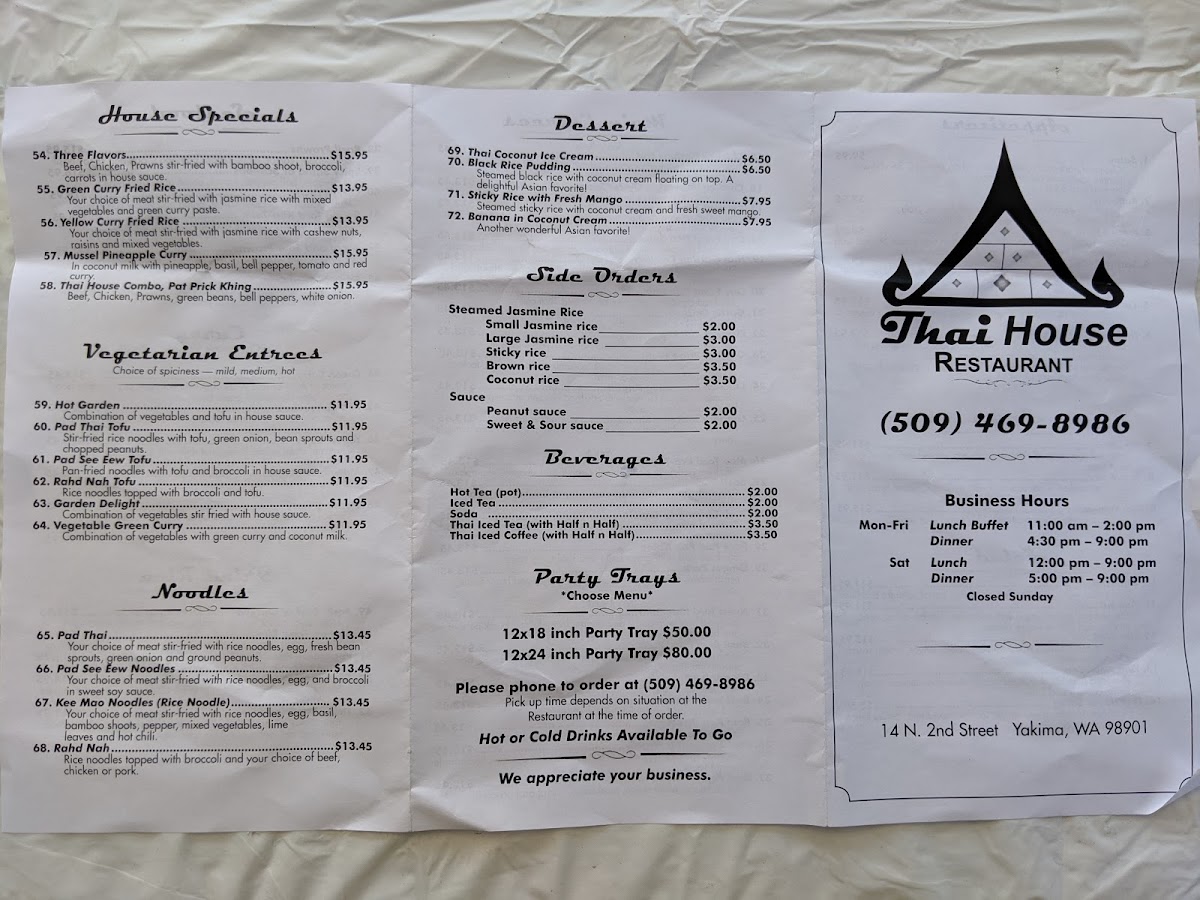 House Specials
54. Three Flavors........$15.95
Beef, Chicken, Prawns stir-fried with bamboo shoot, broccoli,
carrots in house sauce.
55. Green Curry Fried Rice........$13.95
Your choice of meat stir-fried with jasmine rice with mixed
vegetables and green curry paste.
56. Yellow Curry Fried Rice........$13.95
Your choice of meat stir-fried with jasmine rice with cashew nuts,
raisins and mixed vegetables.
57. Mussel Pineapple Curry........$15.95
In coconut milk with pineapple, basil, bell pepper, tomato and red
curry.
58. Thai House Combo, Pat Prick Khing........$15.95
Beef, Chicken, Prawns, green beans, bell peppers, white onion.
Vegetarian Entrees
Choice of spiciness — mild, medium, hot
59. Hot Garden........$11.95
Combination of vegetables and tofu in house sauce.
60. Pad Thai Tofu........$11.95
Stir-fried rice noodles with tofu, green onion, bean sprouts and
chopped peanuts.
61. Pad See Eew Tofu........$11.95
Pan-fried noodles with tofu and broccoli in house sauce.
62. Rahd Nah Tofu........$11.95
Rice noodles topped with broccoli and tofu.
63. Garden Delight........$11.95
Combination of vegetables stir fried with house sauce.
64. Vegetable Green Curry........$11.95
Combination of vegetables with green curry and coconut milk.
Noodles
65. Pad Thai........$13.45
Your choice of meat stir-fried with rice noodles, egg, fresh bean
sprouts, green onion and ground peanuts.
66. Pad See Eew Noodles........$13.45
Your choice of meat stir-fried with rice noodles, egg, and broccoli
in sweet soy sauce.
67. Kee Mao Noodles (Rice Noodle)........$13.45
Your choice of meat stir-fried with rice noodles, egg, basil,
bamboo shoots, pepper, mixed vegetables, lime
leaves and hot chili.
68. Rahd Nah........$13.45
Rice noodles topped with broccoli and your choice of beef,
chicken or pork.
Dessert
69. Thai Coconut Ice Cream........$6.50
70. Black Rice Pudding........$6.50
Steamed black rice with coconut cream floating on top. A
delightful Asian favorite!
71. Sticky Rice with Fresh Mango........$7.95
Steamed sticky rice with coconut cream and fresh sweet mango.
72. Banana in Coconut Cream........$7.95
Another wonderful Asian favorite!
Side Orders
Steamed Jasmine Rice
Small Jasmine rice $2.00
Large Jasmine rice $3.00
Sticky rice $3.00
Brown rice $3.50
Coconut rice $3.50
Sauce
Peanut sauce $2.00
Sweet & Sour sauce $2.00
Beverages
Hot Tea (pot)........$2.00
Iced Tea........$2.00
Soda........$2.00
Thai Iced Tea (with Half n Half)........$3.50
Thai Iced Coffee (with Half n Half)........$3.50
Party Trays
*Choose Menu*
12x18 inch Party Tray $50.00
12x24 inch Party Tray $80.00
Please phone to order at (509) 469-8986
Pick up time depends on situation at the
Restaurant at the time of order.
Hot or Cold Drinks Available To Go
We appreciate your business.
Thai House
Restaurant
(509) 469-8986
Business Hours
Mon-Fri Lunch Buffet 11:00 am – 2:00 pm
Dinner 4:30 pm – 9:00 pm
Sat Lunch 12:00 pm – 9:00 pm
Dinner 5:00 pm – 9:00 pm
Closed Sunday
14 N. 2nd Street Yakima, WA 98901